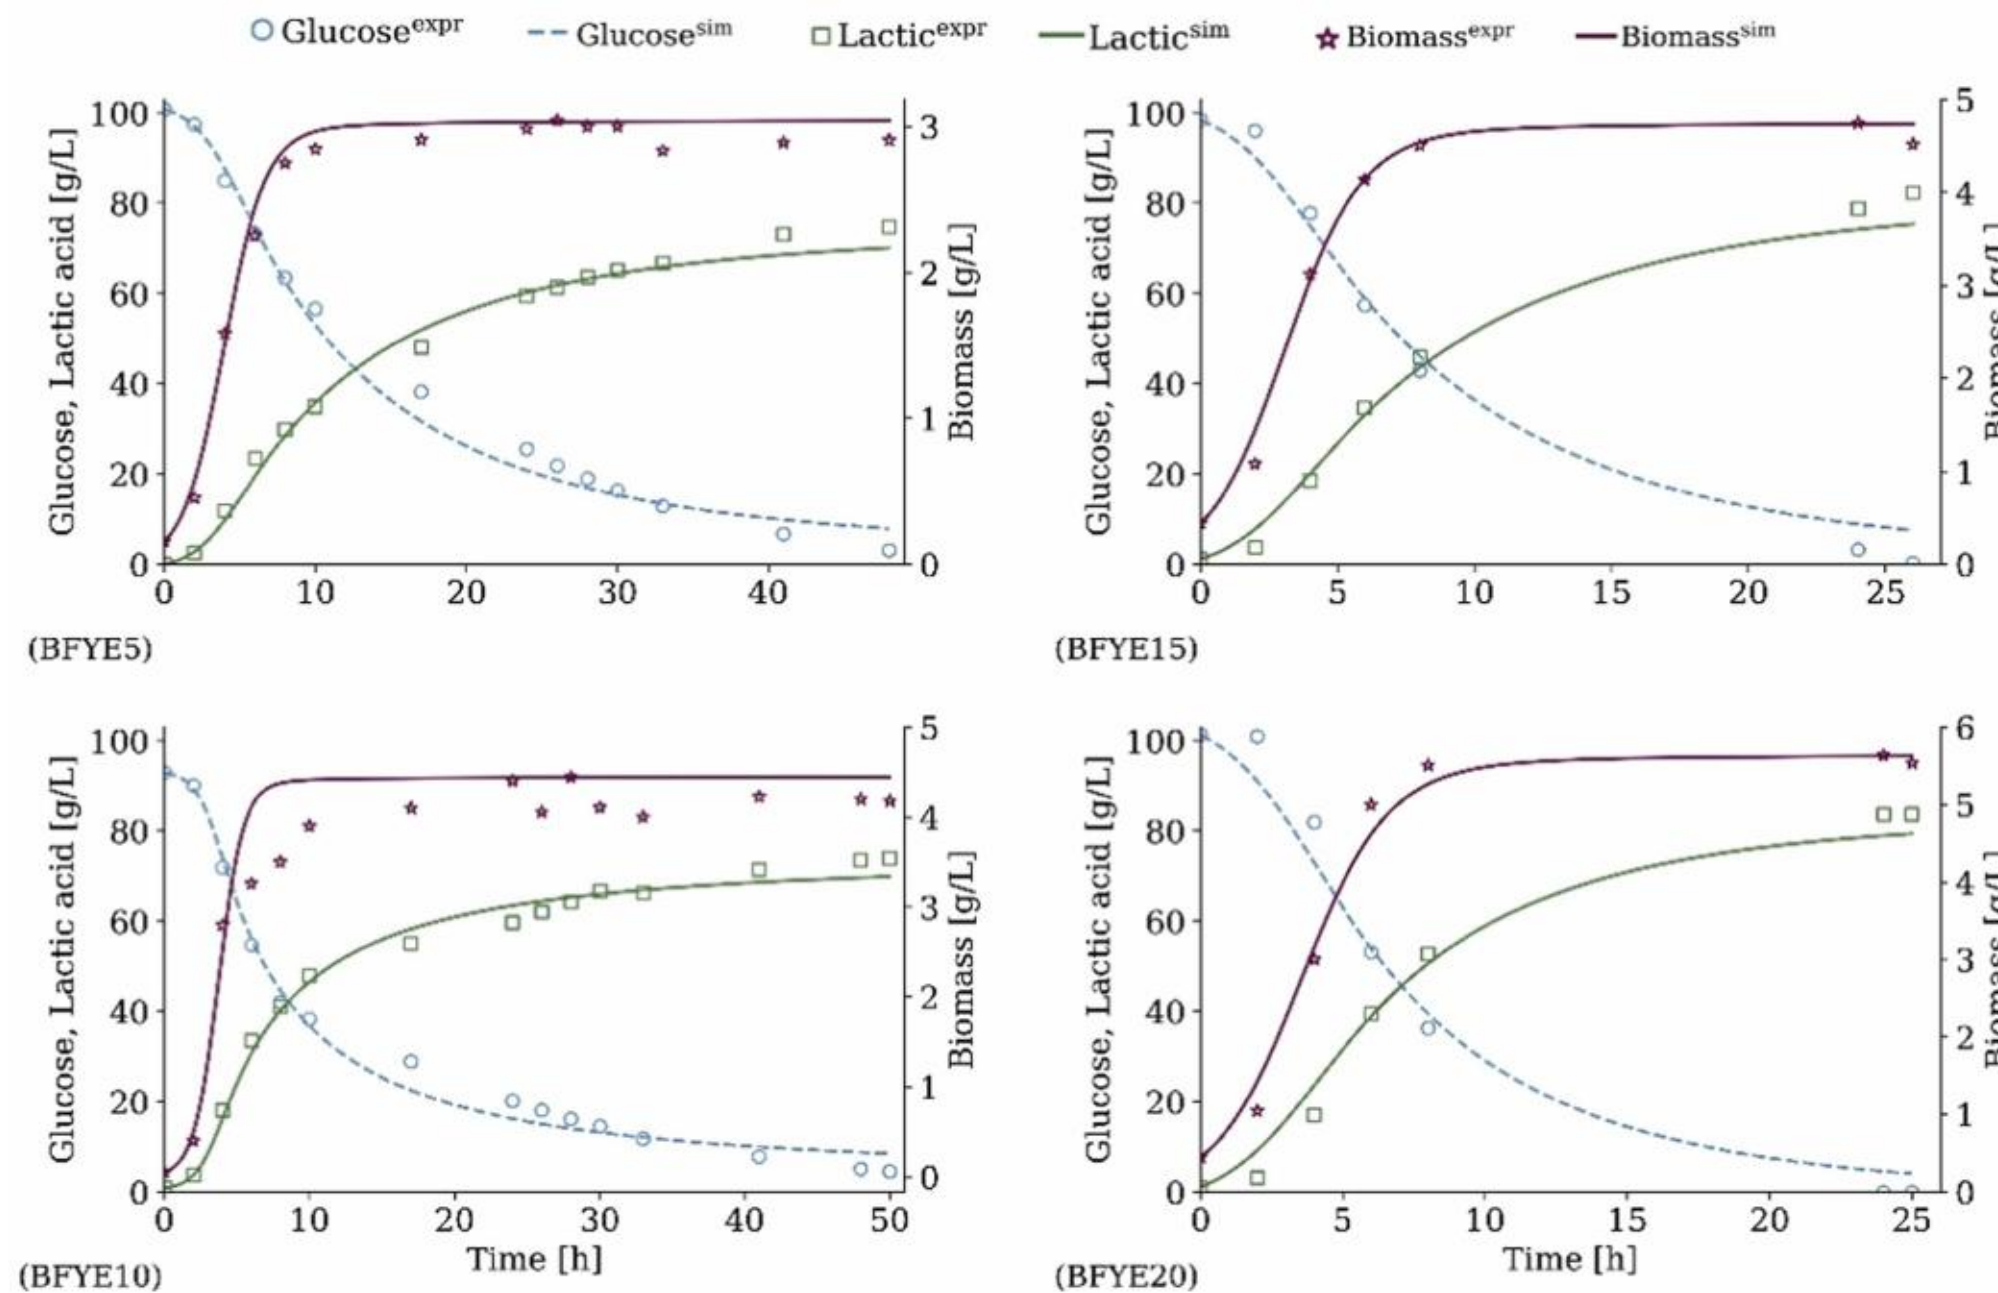 Glucose^expr Glucose^sim Lactic^expr Lactic^sim Biomass^expr Biomass^sim
Glucose, Lactic acid [g/L]
100
80
60
40
20
0
0 10 20 30 40
3
2
1
0
Biomass [g/L]
(BFYE5)
Glucose, Lactic acid [g/L]
100
80
60
40
20
0
0 5 10 15 20 25
5
4
3
2
1
0
Biomass [g/L]
(BFYE15)
Glucose, Lactic acid [g/L]
100
80
60
40
20
0
0 10 20 30 40 50
Time [h]
5
4
3
2
1
0
Biomass [g/L]
(BFYE10)
Glucose, Lactic acid [g/L]
100
80
60
40
20
0
0 5 10 15 20 25
Time [h]
6
5
4
3
2
1
0
Biomass [g/L]
(BFYE20)